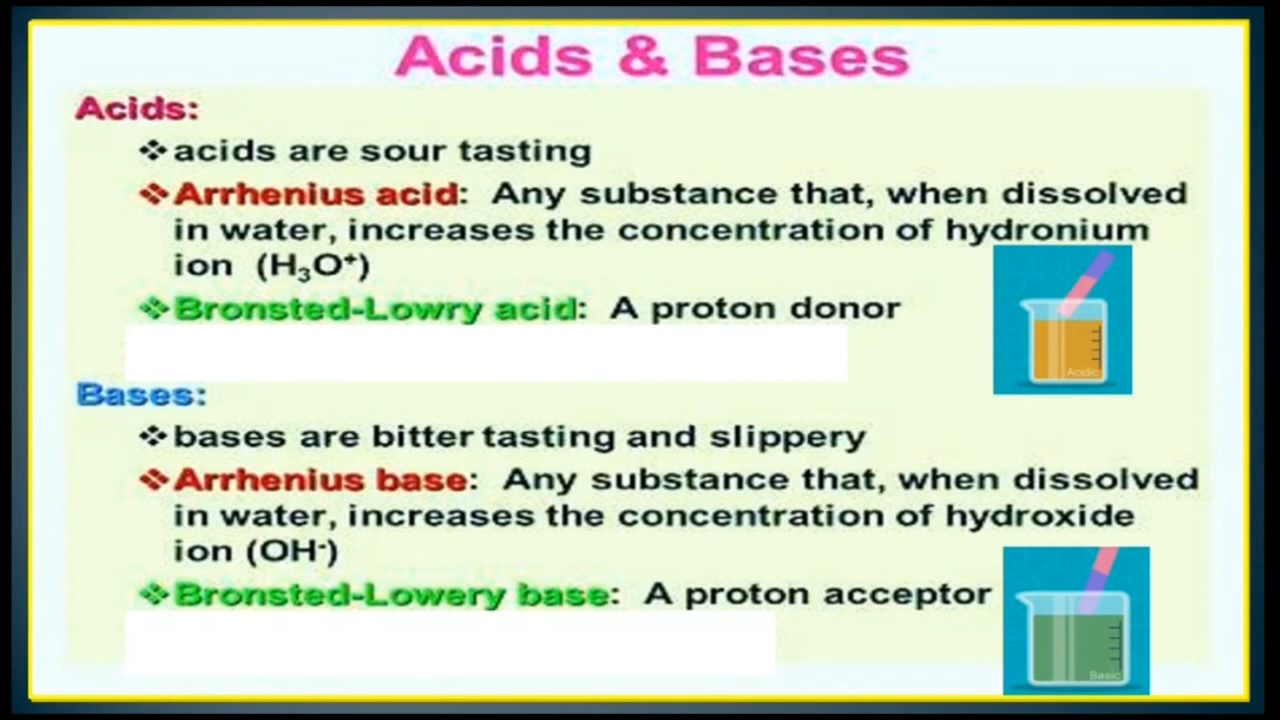 Acids & Bases
Acids:
❖acids are sour tasting
❖Arrhenius acid: Any substance that, when dissolved
in water, increases the concentration of hydronium
ion (H₃O⁺)
❖Bronsted-Lowry acid: A proton donor
Acidic
Bases:
❖bases are bitter tasting and slippery
❖Arrhenius base: Any substance that, when dissolved
in water, increases the concentration of hydroxide
ion (OH⁻)
❖Bronsted-Lowery base: A proton acceptor
Basic